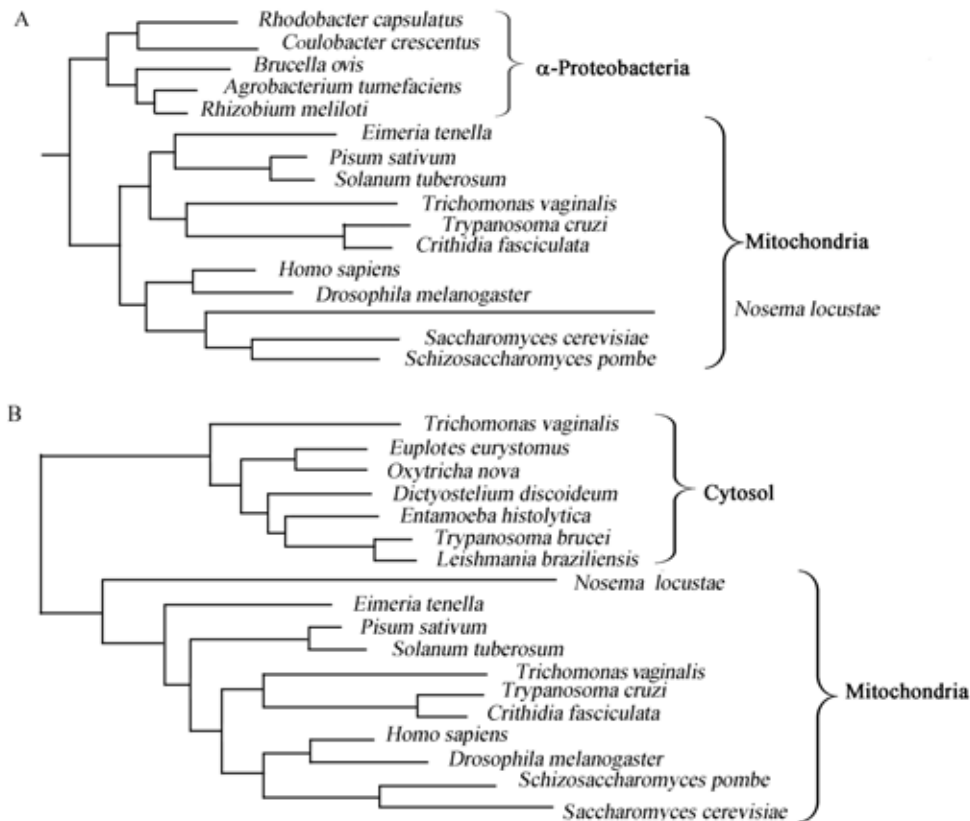 A
Rhodobacter capsulatus
Coulobacter crescentus
Brucella ovis
Agrobacterium tumefaciens
Rhizobium meliloti
α-Proteobacteria
Eimeria tenella
Pisum sativum
Solanum tuberosum
Trichomonas vaginalis
Trypanosoma cruzi
Crithidia fasciculata
Mitochondria
Homo sapiens
Drosophila melanogaster
Nosema locustae
Saccharomyces cerevisiae
Schizosaccharomyces pombe
B
Trichomonas vaginalis
Euplotes eurystomus
Oxytricha nova
Dictyostelium discoideum
Cytosol
Entamoeba histolytica
Trypanosoma brucei
Leishmania braziliensis
Nosema locustae
Eimeria tenella
Pisum sativum
Solanum tuberosum
Trichomonas vaginalis
Trypanosoma cruzi
Mitochondria
Crithidia fasciculata
Homo sapiens
Drosophila melanogaster
Schizosaccharomyces pombe
Saccharomyces cerevisiae